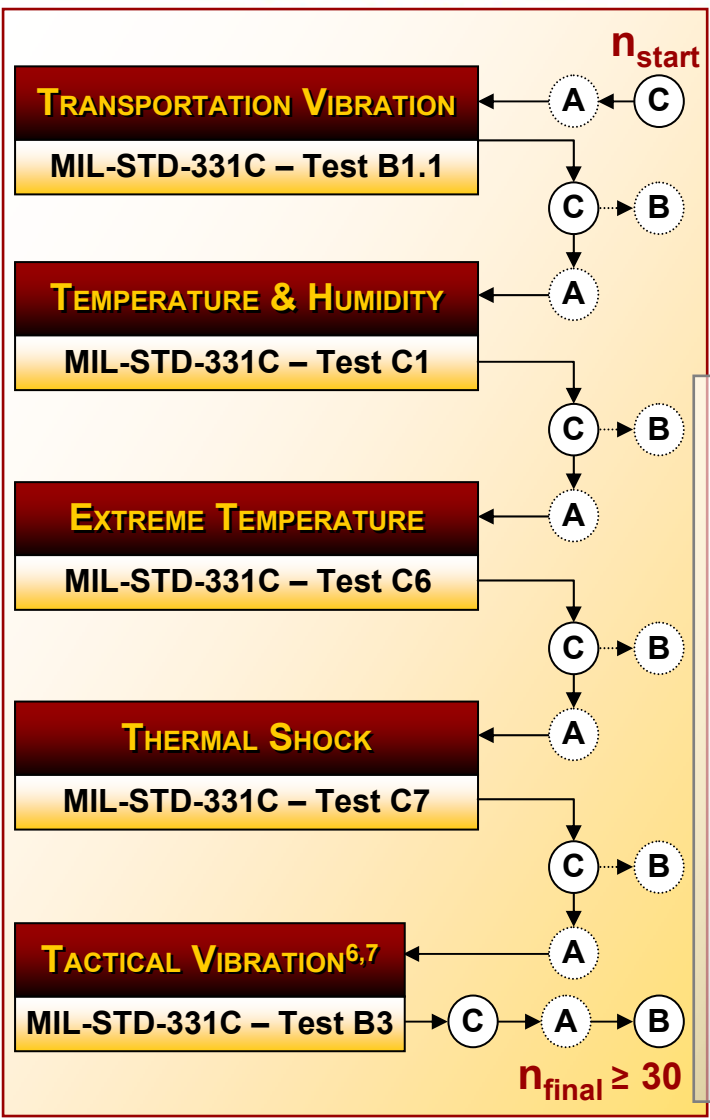 n_start
TRANSPORTATION VIBRATION
A
C
MIL-STD-331C – Test B1.1
C
B
TEMPERATURE & HUMIDITY
A
MIL-STD-331C – Test C1
C
B
EXTREME TEMPERATURE
A
MIL-STD-331C – Test C6
C
B
THERMAL SHOCK
A
MIL-STD-331C – Test C7
C
B
TACTICAL VIBRATION6,7
A
MIL-STD-331C – Test B3
C
A
B
n_final ≥ 30